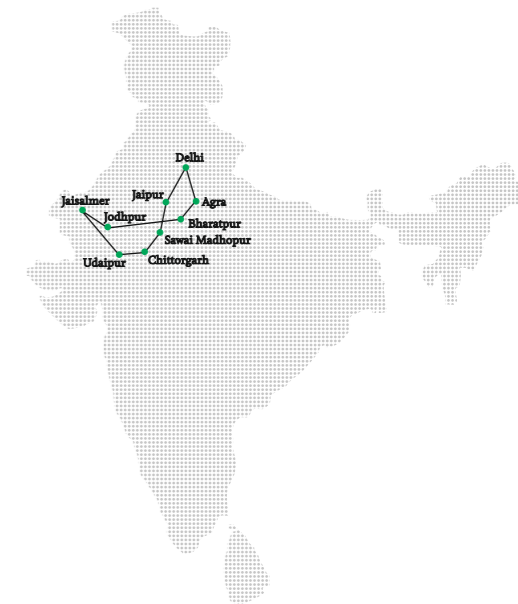 Delhi
Jaipur
Agra
Jaisalmer
Jodhpur
Bharatpur
Sawai Madhopur
Udaipur
Chittorgarh